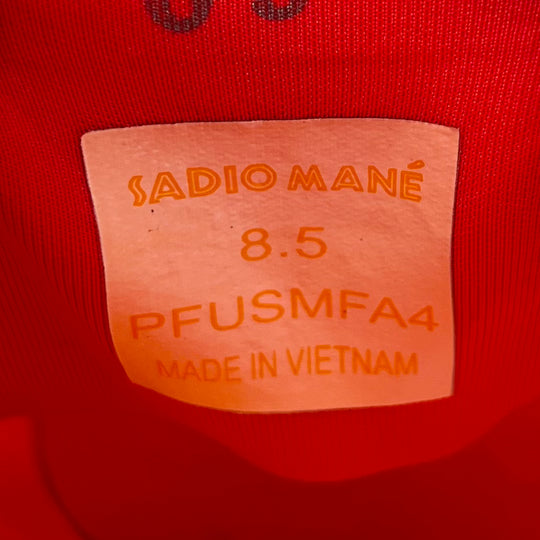 SADIO MANÉ
8.5
PFUSMFA4
MADE IN VIETNAM